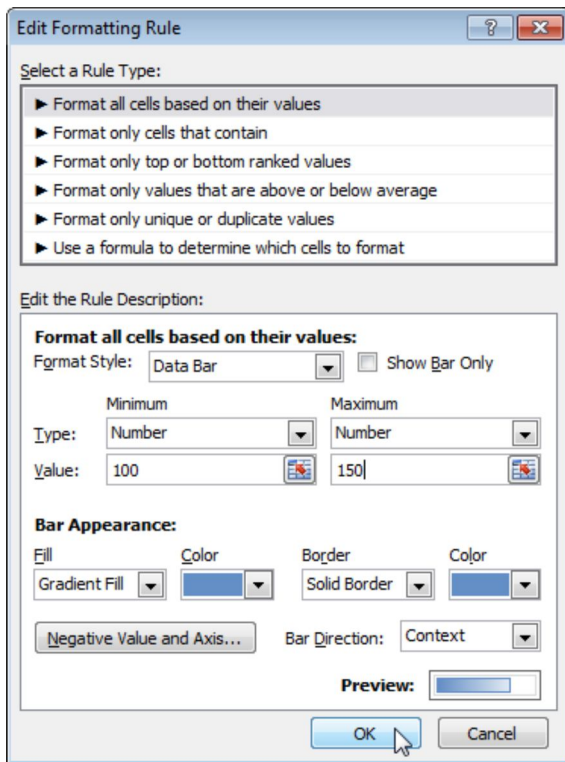 Edit Formatting Rule
Select a Rule Type:
► Format all cells based on their values
► Format only cells that contain
► Format only top or bottom ranked values
► Format only values that are above or below average
► Format only unique or duplicate values
► Use a formula to determine which cells to format
Edit the Rule Description:
Format all cells based on their values:
Format Style: Data Bar Show Bar Only
Minimum Maximum
Type: Number Number
Value: 100 150
Bar Appearance:
Fill Color Border Color
Gradient Fill Solid Border
Negative Value and Axis... Bar Direction: Context
Preview:
OK Cancel